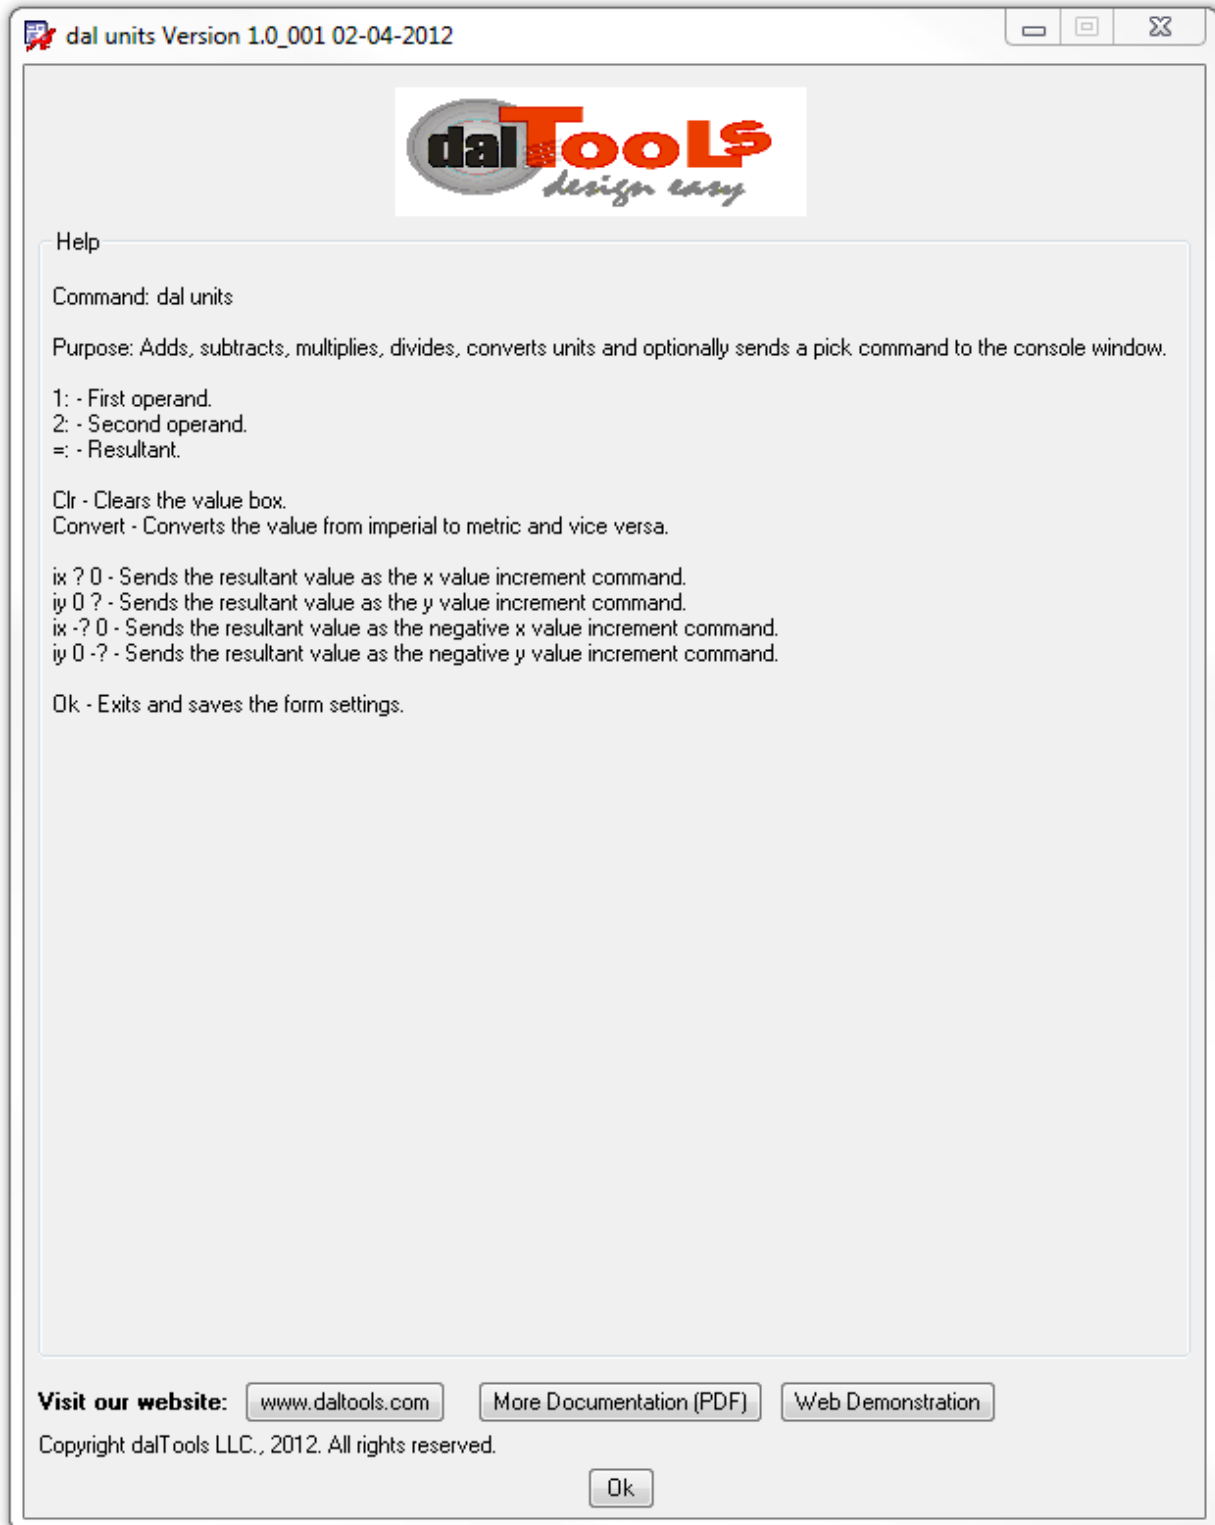 dal units Version 1.0_001 02-04-2012
dalTooLS
design easy
Help
Command: dal units
Purpose: Adds, subtracts, multiplies, divides, converts units and optionally sends a pick command to the console window.
1: - First operand.
2: - Second operand.
=: - Resultant.
Clr - Clears the value box.
Convert - Converts the value from imperial to metric and vice versa.
ix ? 0 - Sends the resultant value as the x value increment command.
iy 0 ? - Sends the resultant value as the y value increment command.
ix -? 0 - Sends the resultant value as the negative x value increment command.
iy 0 -? - Sends the resultant value as the negative y value increment command.
Ok - Exits and saves the form settings.
Visit our website: www.daltools.com More Documentation (PDF) Web Demonstration
Copyright dalTools LLC., 2012. All rights reserved.
Ok